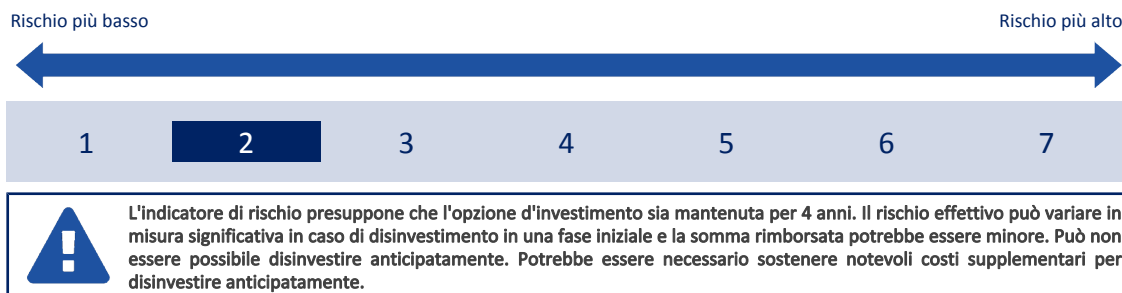 Rischio più basso Rischio più alto
1 2 3 4 5 6 7
L'indicatore di rischio presuppone che l'opzione d'investimento sia mantenuta per 4 anni. Il rischio effettivo può variare in
misura significativa in caso di disinvestimento in una fase iniziale e la somma rimborsata potrebbe essere minore. Può non
essere possibile disinvestire anticipatamente. Potrebbe essere necessario sostenere notevoli costi supplementari per
disinvestire anticipatamente.